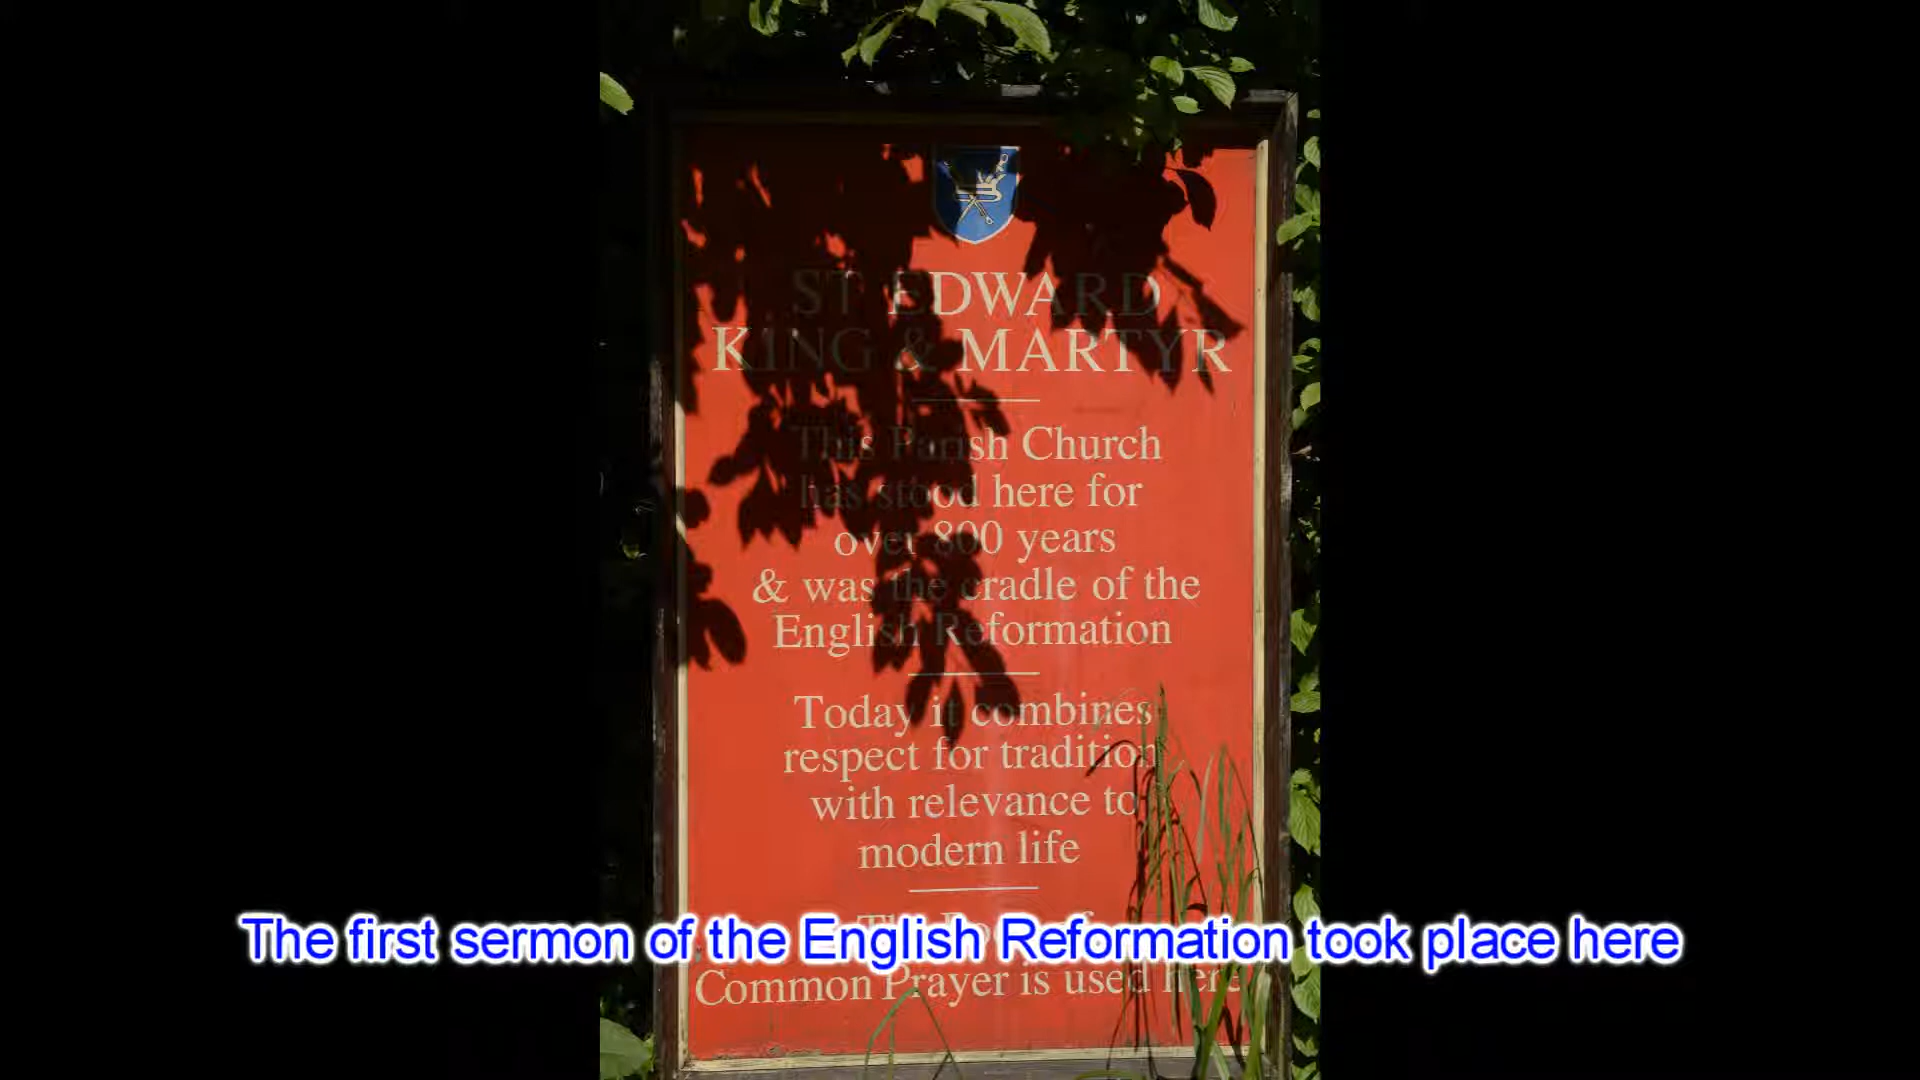 ST EDWARD
KING & MARTYR
This Parish Church
has stood here for
over 800 years
& was the cradle of the
English Reformation
Today it combines
respect for tradition
with relevance to
modern life
The first sermon of the English Reformation took place here
Common Prayer is used here